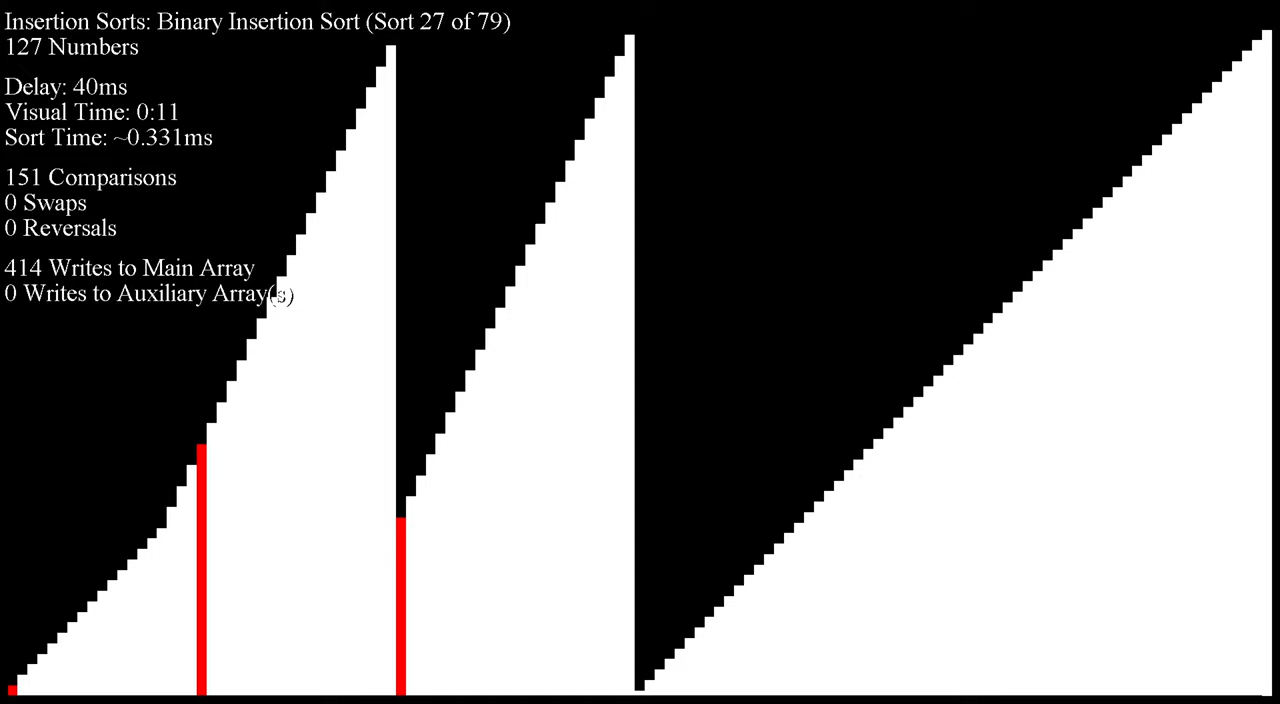 Insertion Sorts: Binary Insertion Sort (Sort 27 of 79)
127 Numbers
Delay: 40ms
Visual Time: 0:11
Sort Time: ~0.331ms
151 Comparisons
0 Swaps
0 Reversals
414 Writes to Main Array
0 Writes to Auxiliary Array(s)